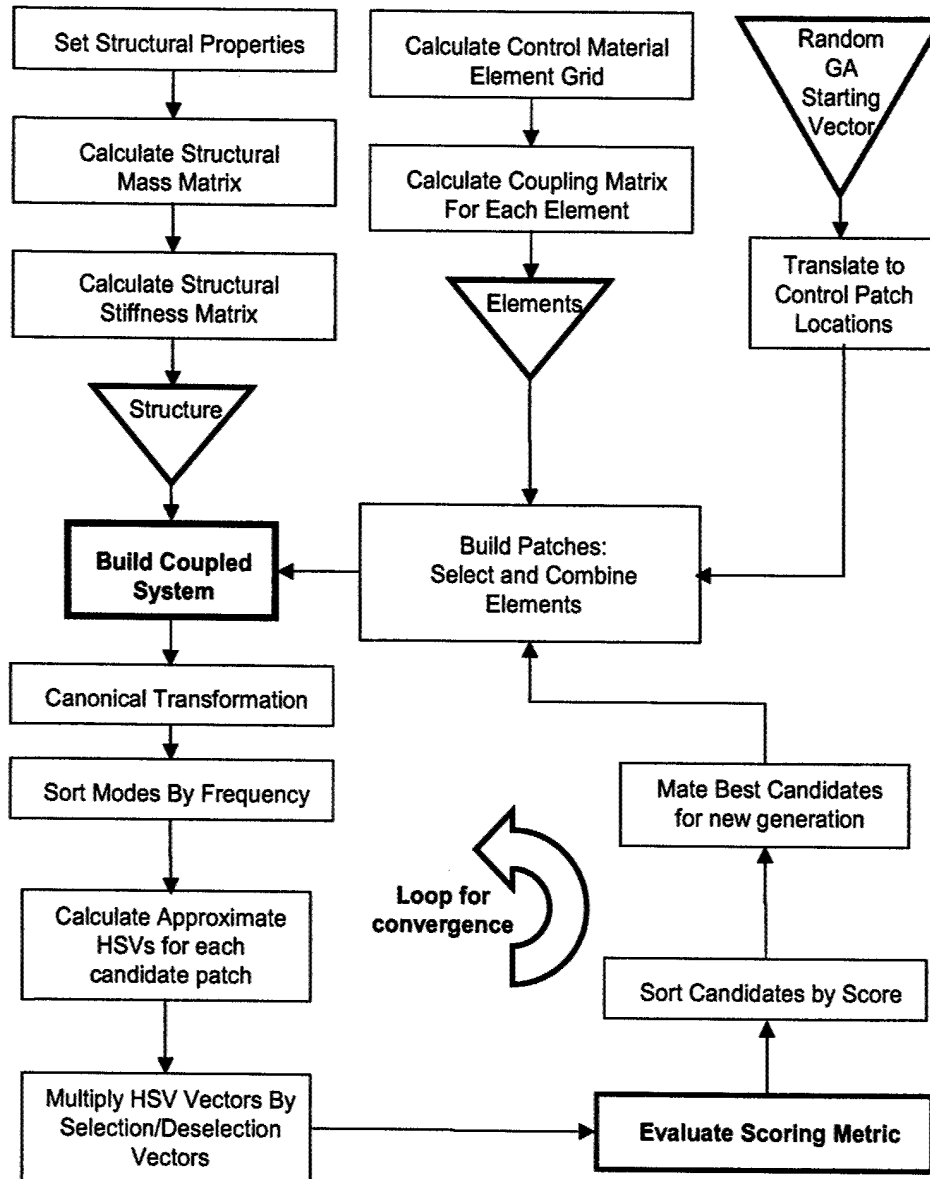 Set Structural Properties
Calculate Structural
Mass Matrix
Calculate Structural
Stiffness Matrix
Structure
Calculate Control Material
Element Grid
Calculate Coupling Matrix
For Each Element
Elements
Random
GA
Starting
Vector
Translate to
Control Patch
Locations
Build Patches:
Select and Combine
Elements
Build Coupled
System
Canonical Transformation
Sort Modes By Frequency
Calculate Approximate
HSVs for each
candidate patch
Multiply HSV Vectors By
Selection/Deselection
Vectors
Evaluate Scoring Metric
Sort Candidates by Score
Mate Best Candidates
for new generation
Loop for
convergence